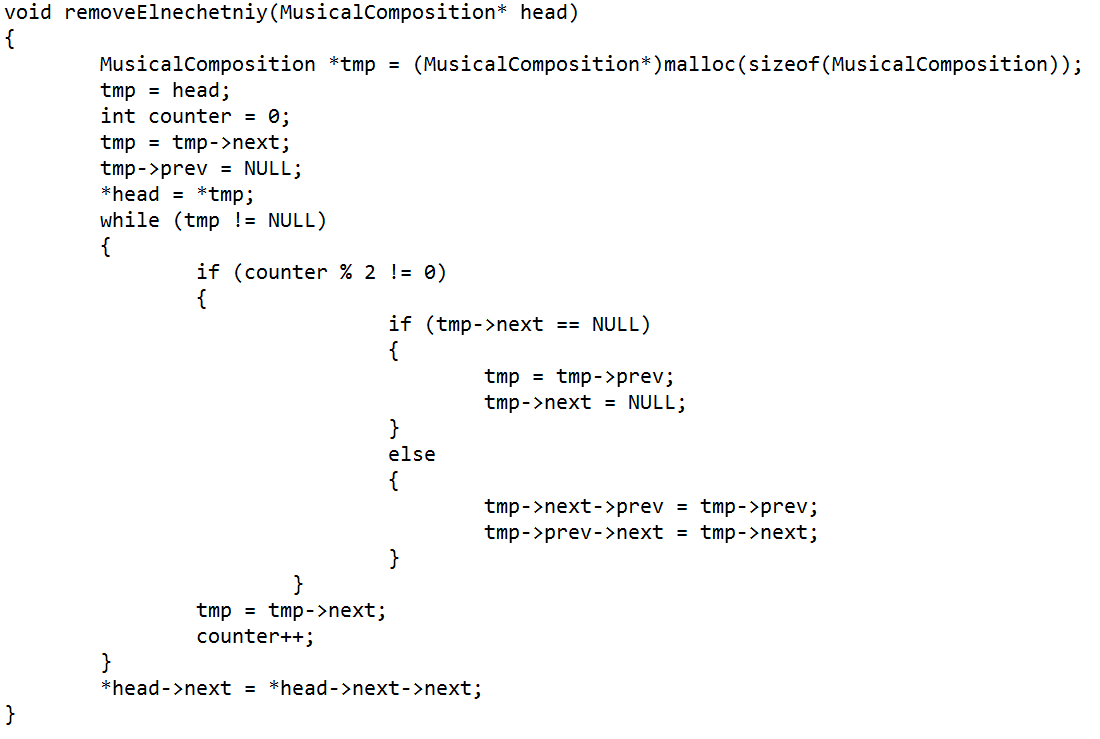 void removeElnechetniy(MusicalComposition* head)
{
        MusicalComposition *tmp = (MusicalComposition*)malloc(sizeof(MusicalComposition));
        tmp = head;
        int counter = 0;
        tmp = tmp->next;
        tmp->prev = NULL;
        *head = *tmp;
        while (tmp != NULL)
        {
                if (counter % 2 != 0)
                {
                                if (tmp->next == NULL)
                                {
                                        tmp = tmp->prev;
                                        tmp->next = NULL;
                                }
                                else
                                {
                                        tmp->next->prev = tmp->prev;
                                        tmp->prev->next = tmp->next;
                                }
                        }
                tmp = tmp->next;
                counter++;
        }
        *head->next = *head->next->next;
}